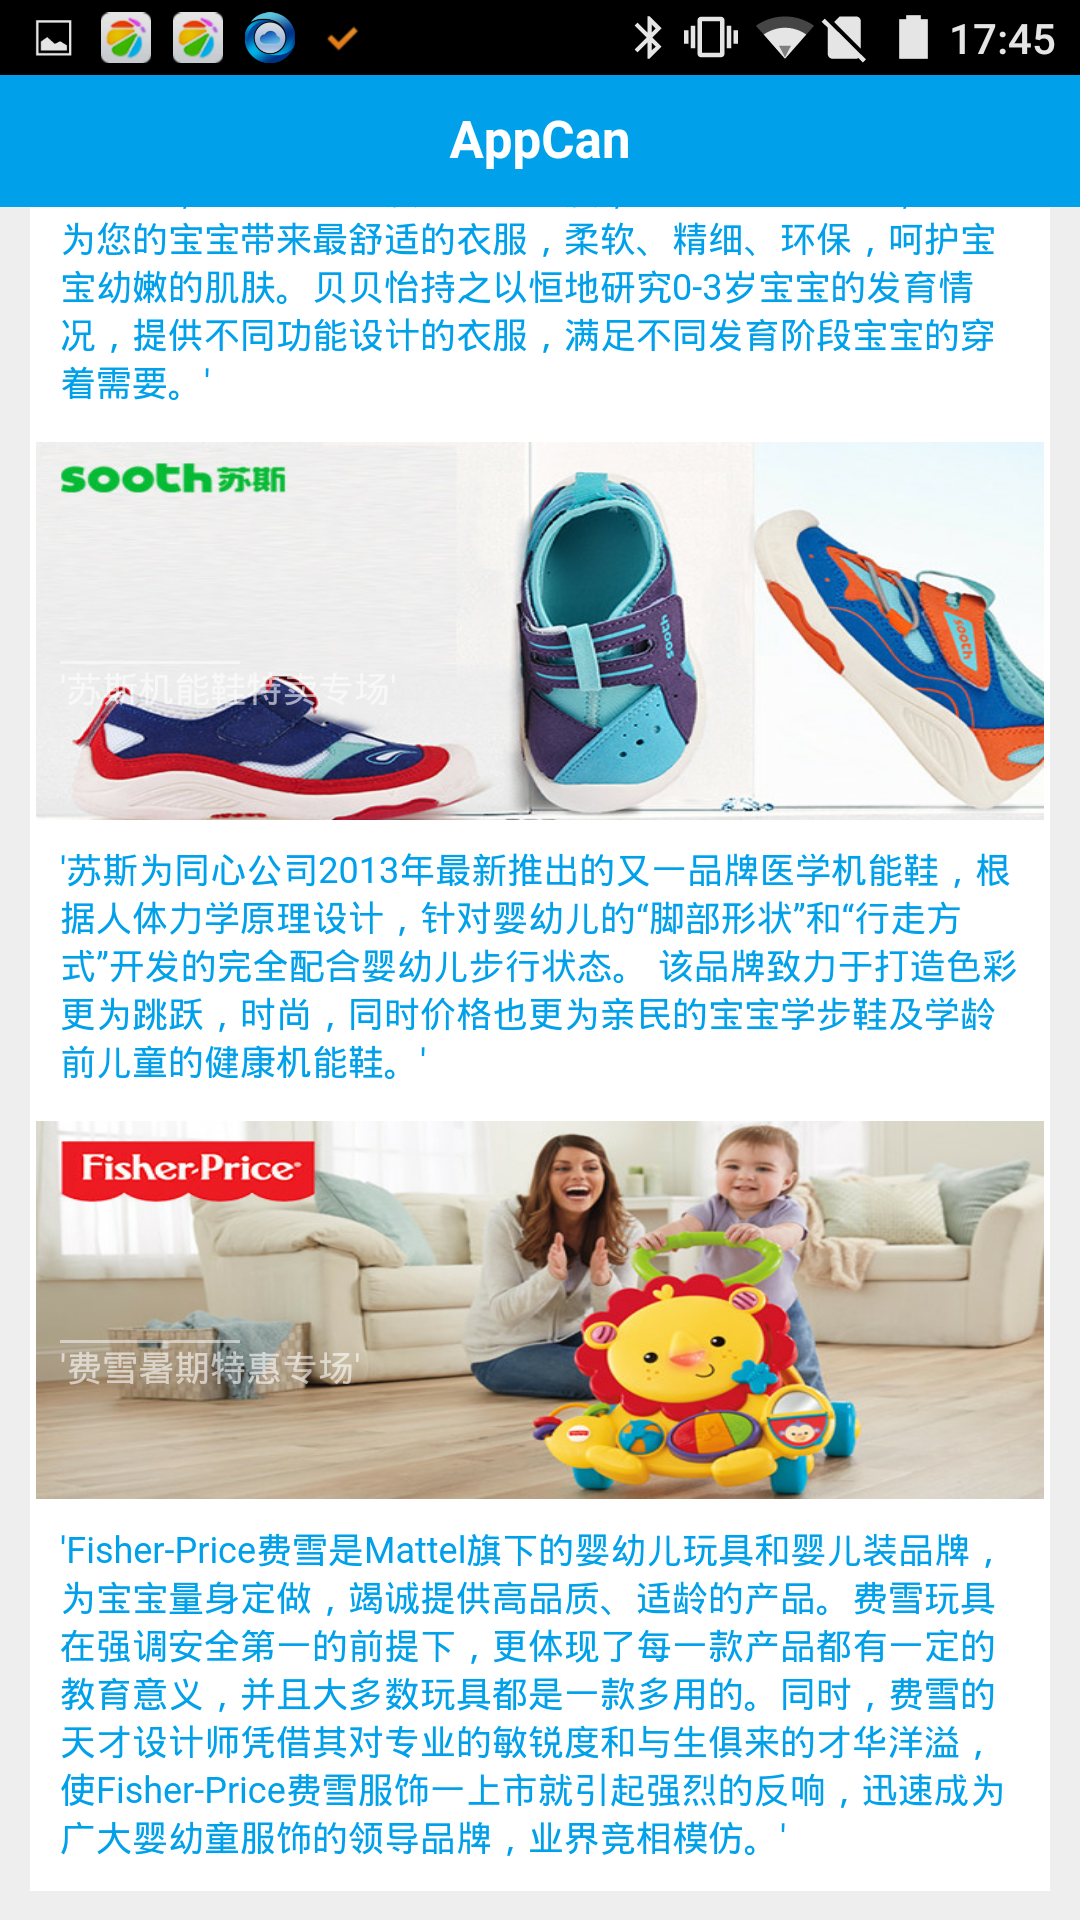 17:45
AppCan
为您的宝宝带来最舒适的衣服，柔软、精细、环保，呵护宝
宝幼嫩的肌肤。贝贝怡持之以恒地研究0-3岁宝宝的发育情
况，提供不同功能设计的衣服，满足不同发育阶段宝宝的穿
着需要。'
sooth苏斯
sooth
sooth
'苏斯机能鞋特卖专场'
'苏斯为同心公司2013年最新推出的又一品牌医学机能鞋，根
据人体力学原理设计，针对婴幼儿的“脚部形状”和“行走方
式”开发的完全配合婴幼儿步行状态。 该品牌致力于打造色彩
更为跳跃，时尚，同时价格也更为亲民的宝宝学步鞋及学龄
前儿童的健康机能鞋。'
Fisher-Price
'费雪暑期特惠专场'
'Fisher-Price费雪是Mattel旗下的婴幼儿玩具和婴儿装品牌，
为宝宝量身定做，竭诚提供高品质、适龄的产品。费雪玩具
在强调安全第一的前提下，更体现了每一款产品都有一定的
教育意义，并且大多数玩具都是一款多用的。同时，费雪的
天才设计师凭借其对专业的敏锐度和与生俱来的才华洋溢，
使Fisher-Price费雪服饰一上市就引起强烈的反响，迅速成为
广大婴幼童服饰的领导品牌，业界竞相模仿。'